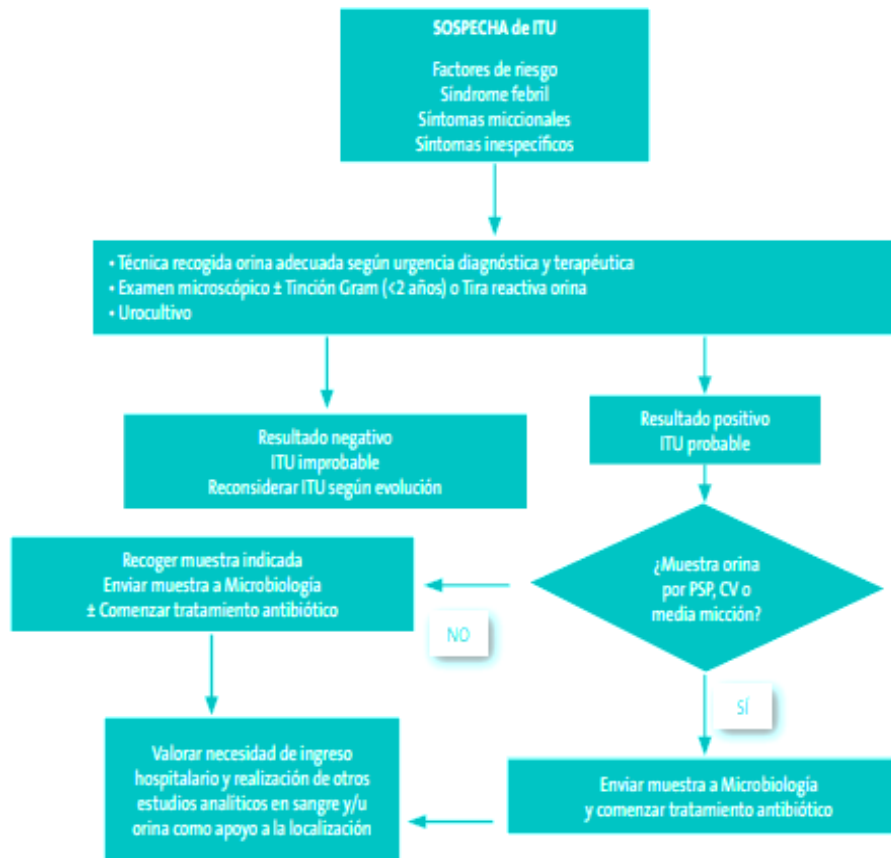 SOSPECHA de ITU
Factores de riesgo
Síndrome febril
Síntomas miccionales
Síntomas inespecíficos
• Técnica recogida orina adecuada según urgencia diagnóstica y terapéutica
• Examen microscópico ± Tinción Gram (<2 años) o Tira reactiva orina
• Urocultivo
Resultado negativo
ITU improbable
Reconsiderar ITU según evolución
Resultado positivo
ITU probable
¿Muestra orina
por PSP, CV o
media micción?
Recoger muestra indicada
Enviar muestra a Microbiología
± Comenzar tratamiento antibiótico
NO
SÍ
Valorar necesidad de ingreso
hospitalario y realización de otros
estudios analíticos en sangre y/u
orina como apoyo a la localización
Enviar muestra a Microbiología
y comenzar tratamiento antibiótico